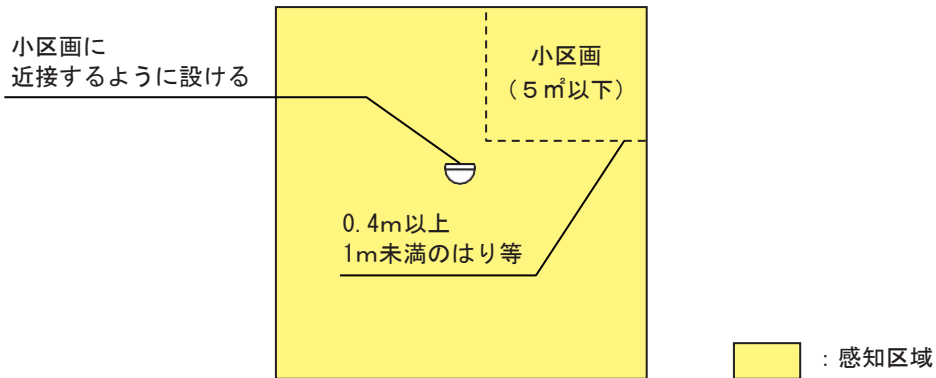 小区画に
近接するように設ける
小区画
（５㎡以下）
0.4ｍ以上
1ｍ未満のはり等
：感知区域